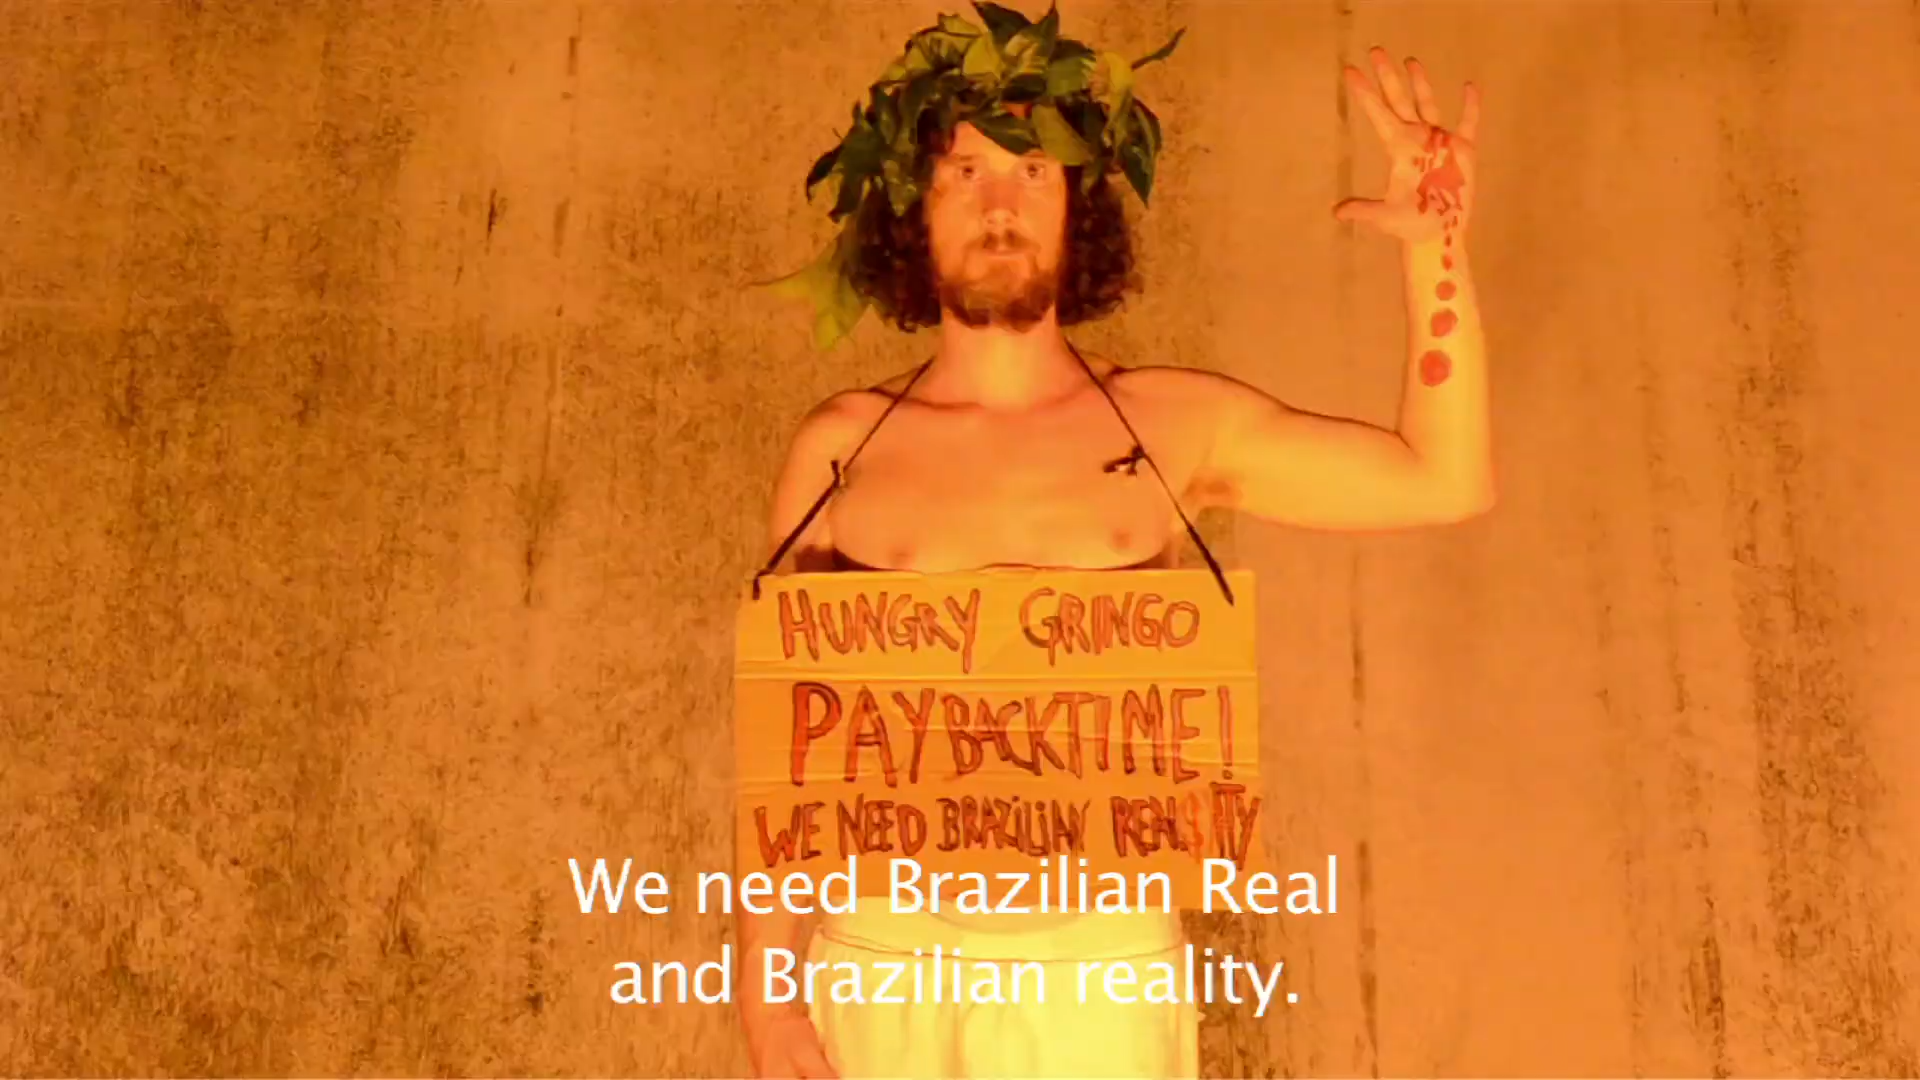 HUNGRY GRINGO
PAYBACKTIME!
WE NEED BRAZiLiAN REAL$ITY
We need Brazilian Real
and Brazilian reality.